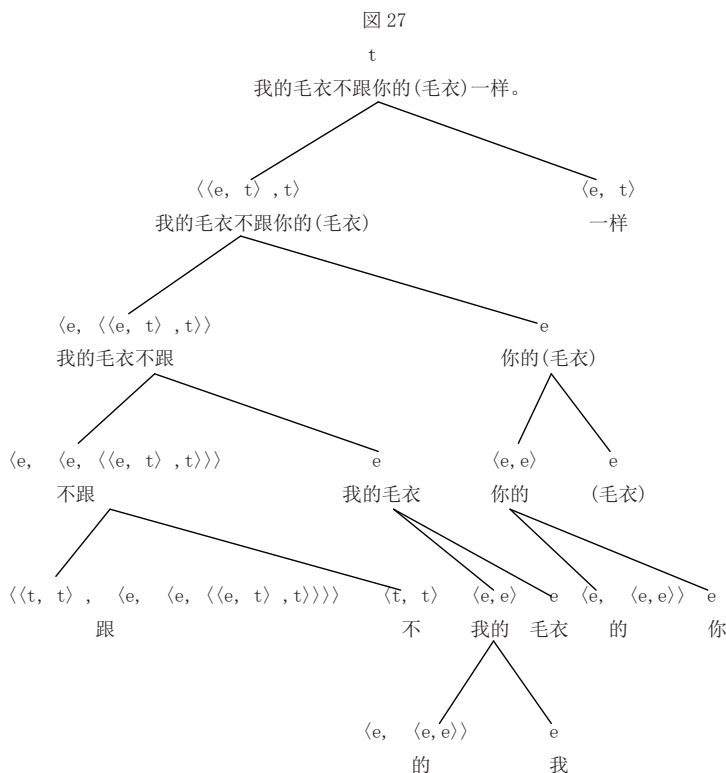 図 27
t
我的毛衣不跟你的(毛衣)一样。
〈〈e, t〉,t〉 〈e, t〉
我的毛衣不跟你的(毛衣) 一样
〈e, 〈〈e, t〉,t〉〉 e
我的毛衣不跟 你的(毛衣)
〈e, 〈e, 〈〈e, t〉,t〉〉〉 e 〈e,e〉 e
不跟 我的毛衣 你的 (毛衣)
〈〈t, t〉, 〈e, 〈e, 〈〈e, t〉,t〉〉〉〉 〈t, t〉 〈e,e〉 e 〈e, 〈e,e〉〉 e
跟 不 我的 毛衣 的 你
〈e, 〈e,e〉〉 e
的 我